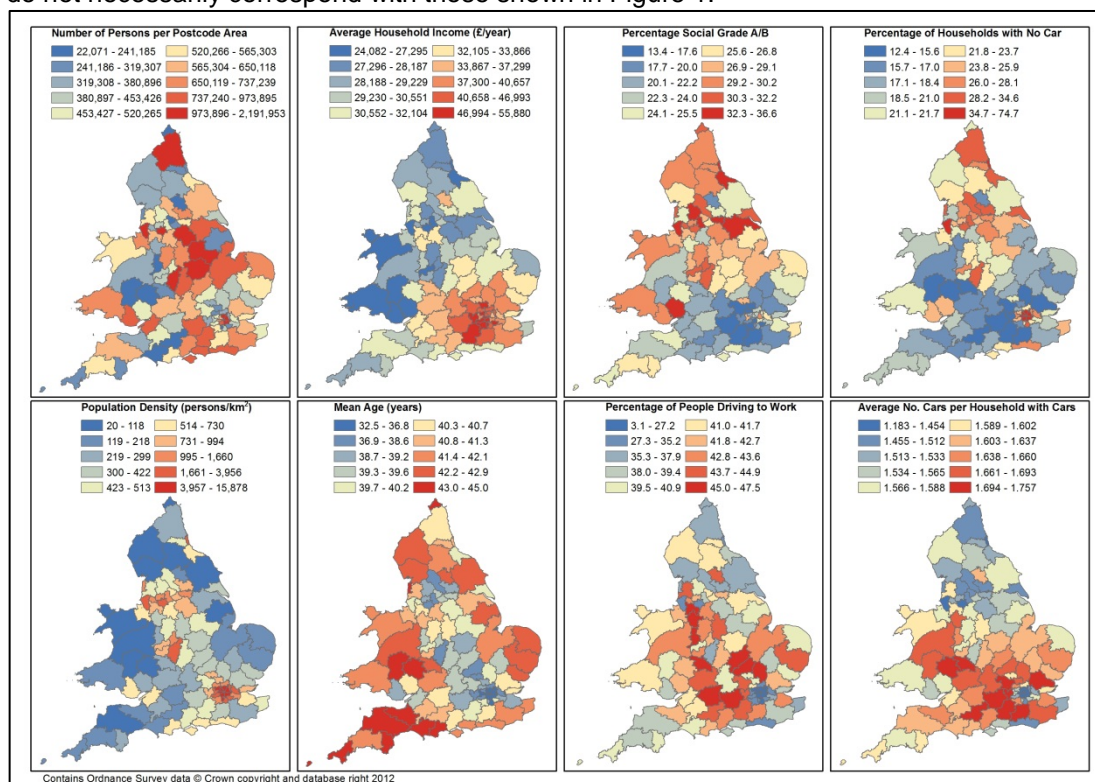 do not necessarily correspond with those shown in Figure 1.
Number of Persons per Postcode Area
22,071 - 241,185 520,266 - 565,303
241,186 - 319,307 565,304 - 650,118
319,308 - 380,896 650,119 - 737,239
380,897 - 453,426 737,240 - 973,895
453,427 - 520,265 973,896 - 2,191,953
Average Household Income (£/year)
24,082 - 27,295 32,105 - 33,866
27,296 - 28,187 33,867 - 37,299
28,188 - 29,229 37,300 - 40,657
29,230 - 30,551 40,658 - 46,993
30,552 - 32,104 46,994 - 55,880
Percentage Social Grade A/B
13.4 - 17.6 25.6 - 26.8
17.7 - 20.0 26.9 - 29.1
20.1 - 22.2 29.2 - 30.2
22.3 - 24.0 30.3 - 32.2
24.1 - 25.5 32.3 - 36.6
Percentage of Households with No Car
12.4 - 15.6 21.8 - 23.7
15.7 - 17.0 23.8 - 25.9
17.1 - 18.4 26.0 - 28.1
18.5 - 21.0 28.2 - 34.6
21.1 - 21.7 34.7 - 74.7
Population Density (persons/km²)
20 - 118 514 - 730
119 - 218 731 - 994
219 - 299 995 - 1,660
300 - 422 1,661 - 3,956
423 - 513 3,957 - 15,878
Mean Age (years)
32.5 - 36.8 40.3 - 40.7
36.9 - 38.6 40.8 - 41.3
38.7 - 39.2 41.4 - 42.1
39.3 - 39.6 42.2 - 42.9
39.7 - 40.2 43.0 - 45.0
Percentage of People Driving to Work
3.1 - 27.2 41.0 - 41.7
27.3 - 35.2 41.8 - 42.7
35.3 - 37.9 42.8 - 43.6
38.0 - 39.4 43.7 - 44.9
39.5 - 40.9 45.0 - 47.5
Average No. Cars per Household with Cars
1.183 - 1.454 1.589 - 1.602
1.455 - 1.512 1.603 - 1.637
1.513 - 1.533 1.638 - 1.660
1.534 - 1.565 1.661 - 1.693
1.566 - 1.588 1.694 - 1.757
Contains Ordnance Survey data © Crown copyright and database right 2012